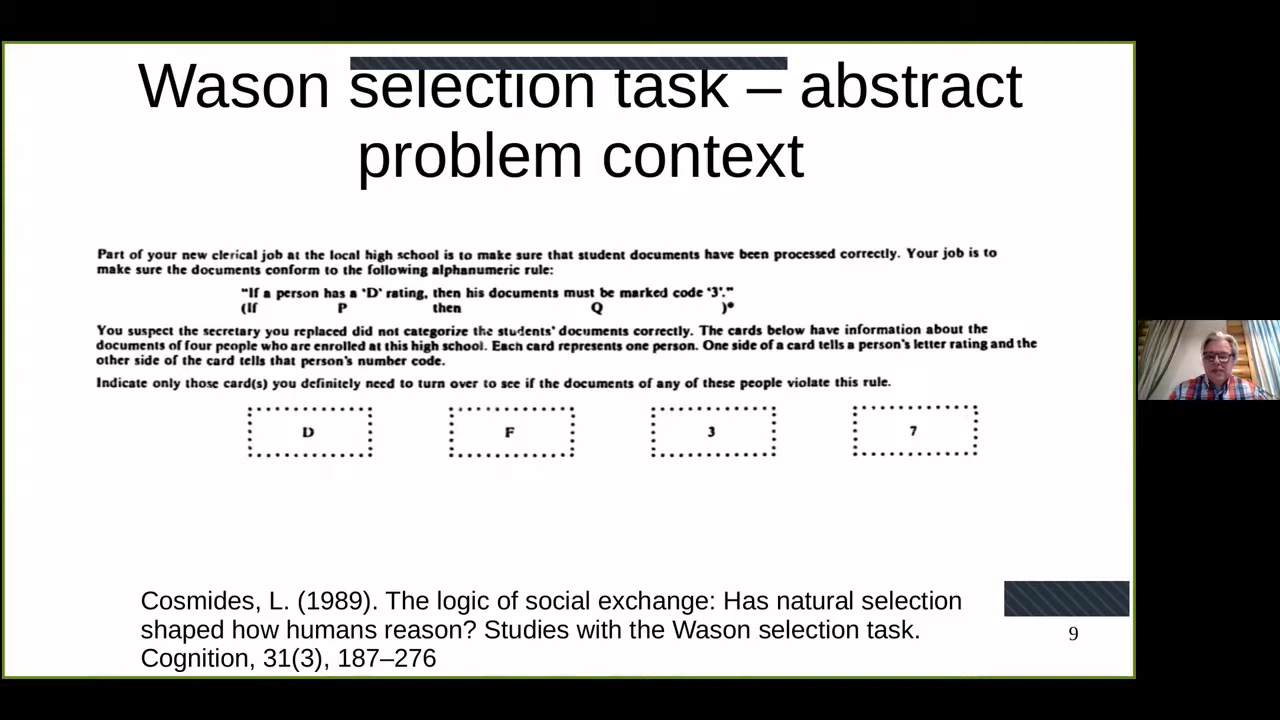 Wason selection task – abstract
problem context
Part of your new clerical job at the local high school is to make sure that student documents have been processed correctly. Your job is to
make sure the documents conform to the following alphanumeric rule:
"If a person has a 'D' rating, then his documents must be marked code '3'."
(If P then Q )*
You suspect the secretary you replaced did not categorize the students' documents correctly. The cards below have information about the
documents of four people who are enrolled at this high school. Each card represents one person. One side of a card tells a person's letter rating and the
other side of the card tells that person's number code.
Indicate only those card(s) you definitely need to turn over to see if the documents of any of these people violate this rule.
D F 3 7
Cosmides, L. (1989). The logic of social exchange: Has natural selection
shaped how humans reason? Studies with the Wason selection task.
Cognition, 31(3), 187–276
9